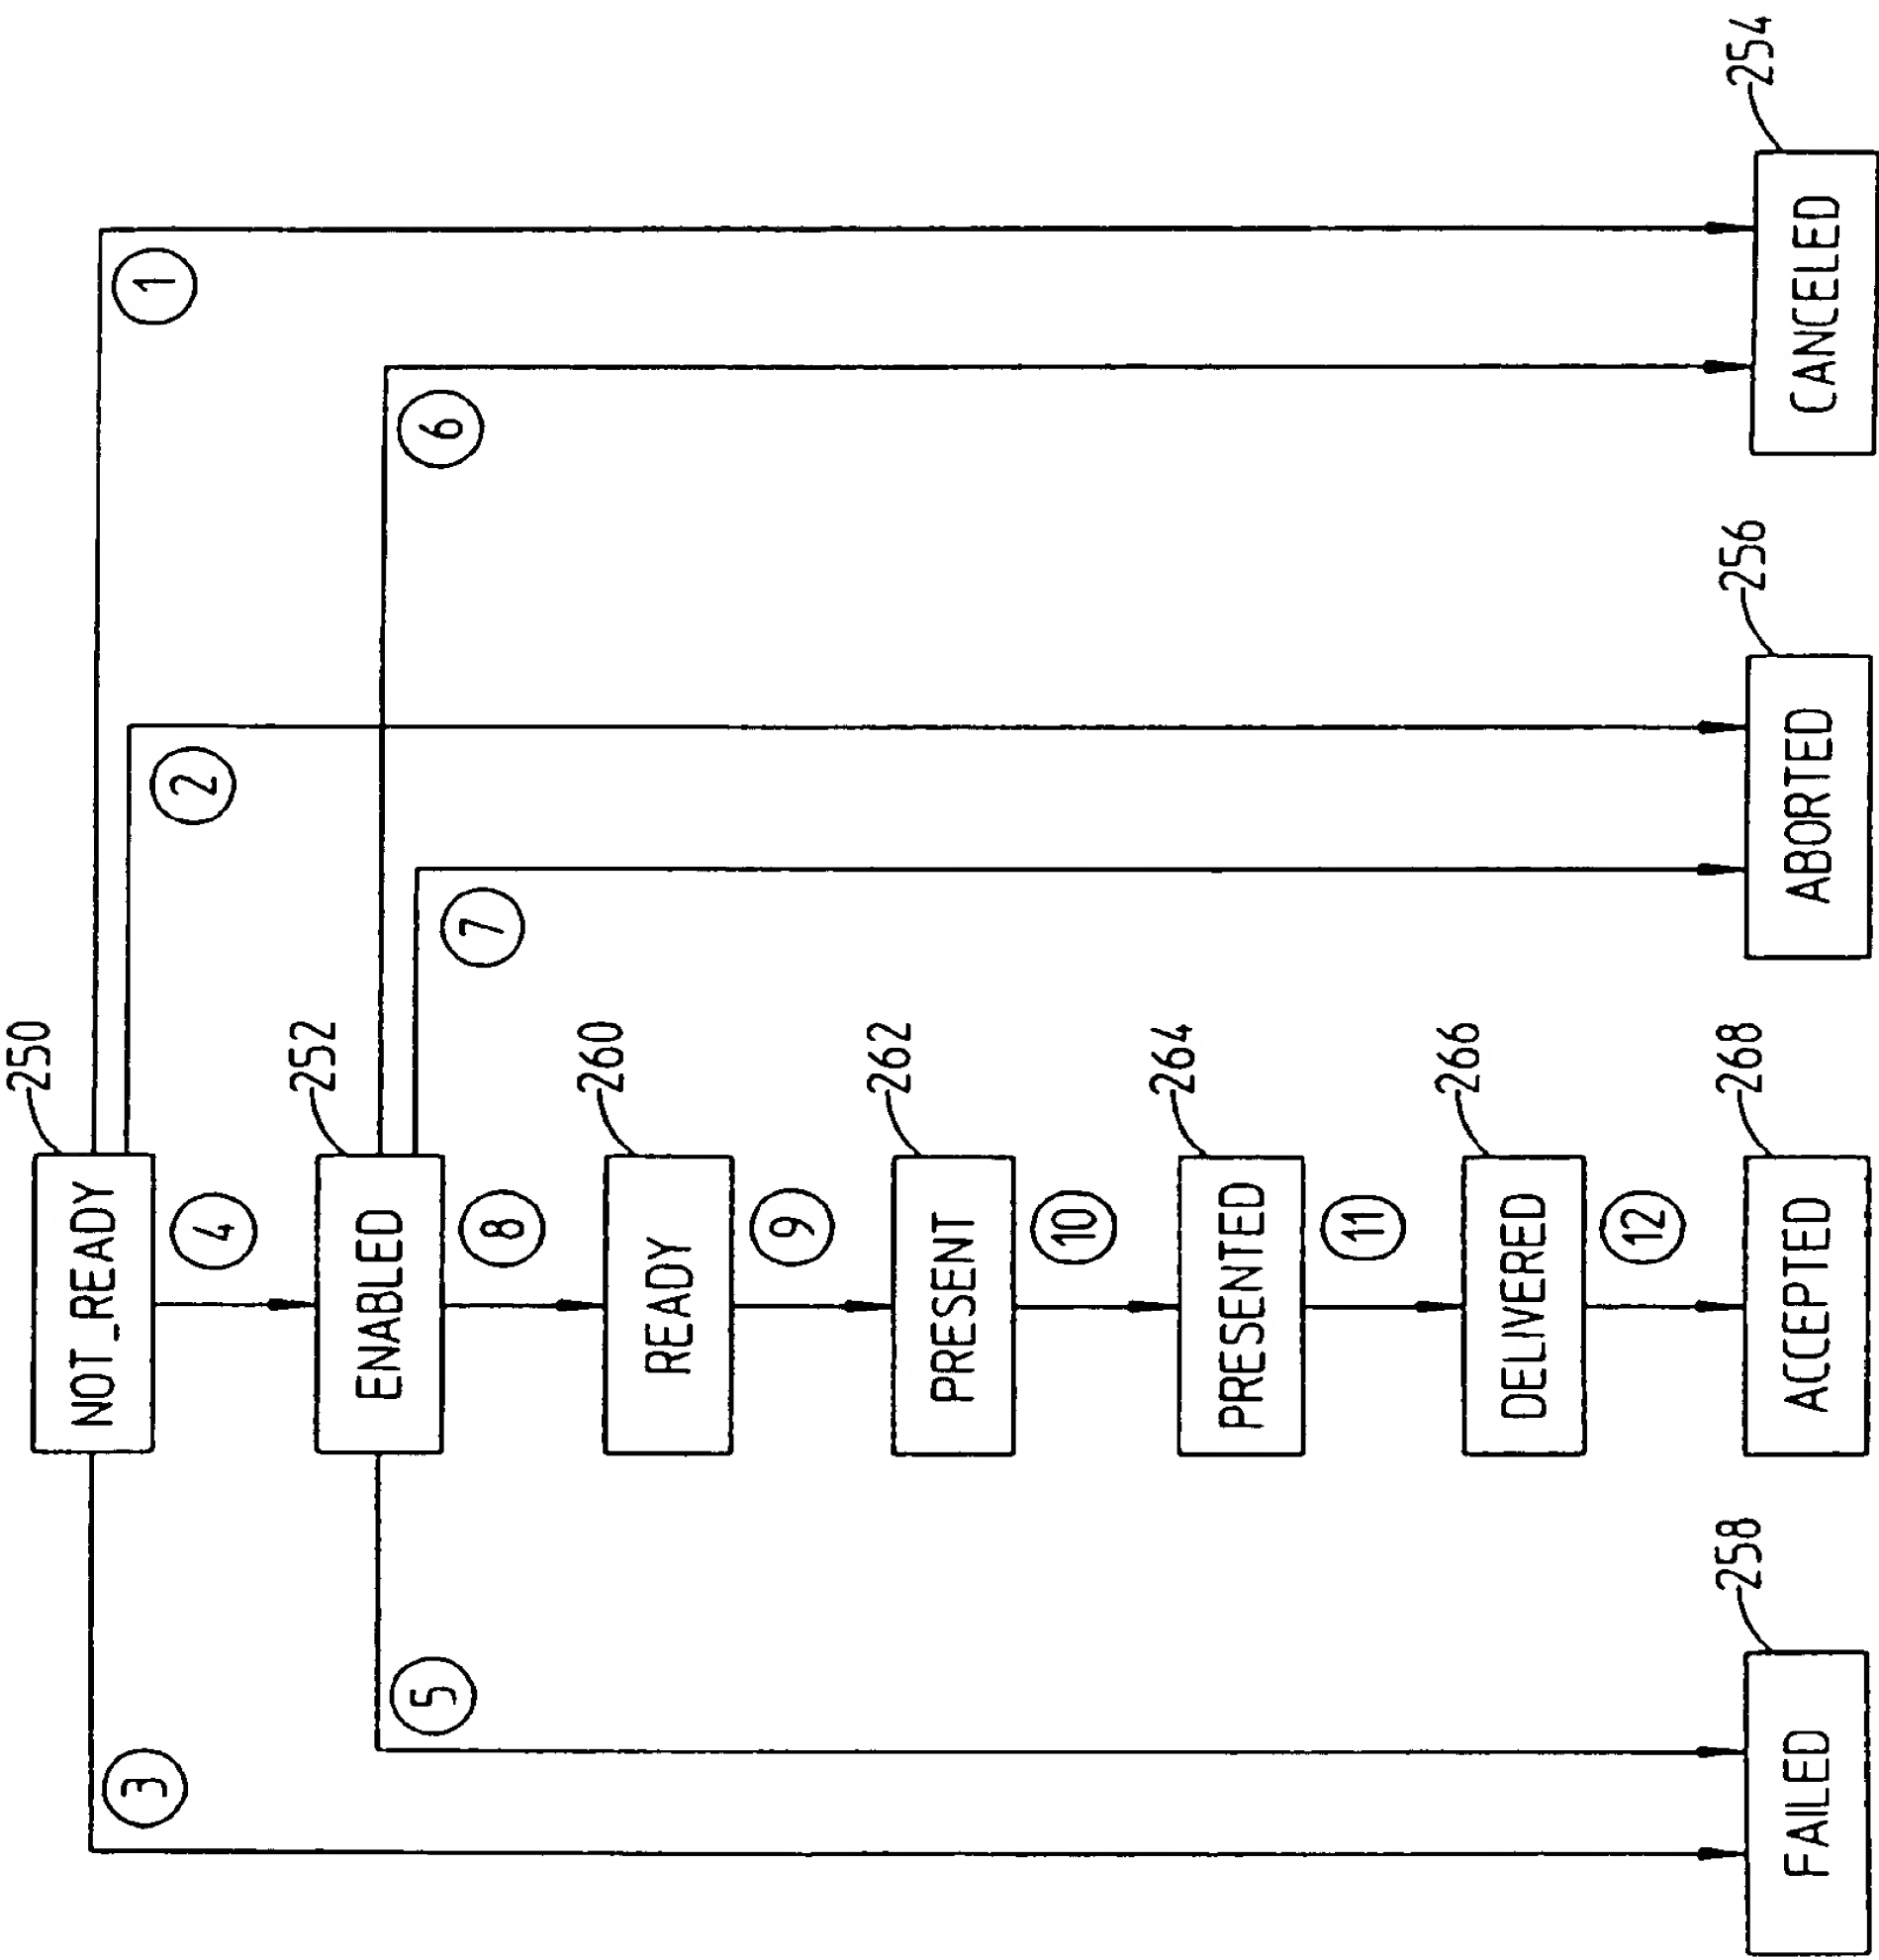 250
NOT_READY
1
2
3
4
252
ENABLED
5
6
7
8
260
READY
9
262
PRESENT
10
264
PRESENTED
11
266
DELIVERED
12
258
FAILED
268
ACCEPTED
256
ABORTED
254
CANCELED